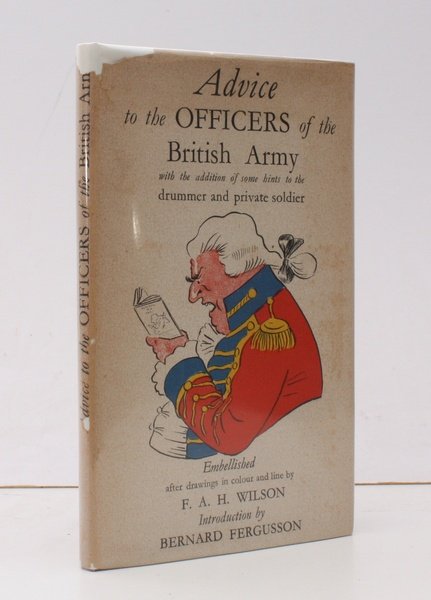 Advice
to the OFFICERS of the
British Army
with the addition of some hints to the
drummer and private soldier
Embellished
after drawings in colour and line by
F. A. H. WILSON
Introduction by
BERNARD FERGUSSON
advice to the OFFICERS of the British Arm